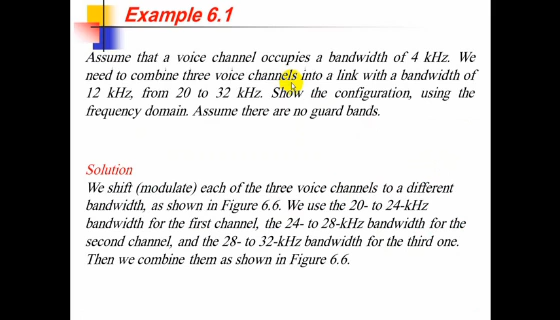 Example 6.1
Assume that a voice channel occupies a bandwidth of 4 kHz. We
need to combine three voice channels into a link with a bandwidth of
12 kHz, from 20 to 32 kHz. Show the configuration, using the
frequency domain. Assume there are no guard bands.
Solution
We shift (modulate) each of the three voice channels to a different
bandwidth, as shown in Figure 6.6. We use the 20- to 24-kHz
bandwidth for the first channel, the 24- to 28-kHz bandwidth for the
second channel, and the 28- to 32-kHz bandwidth for the third one.
Then we combine them as shown in Figure 6.6.